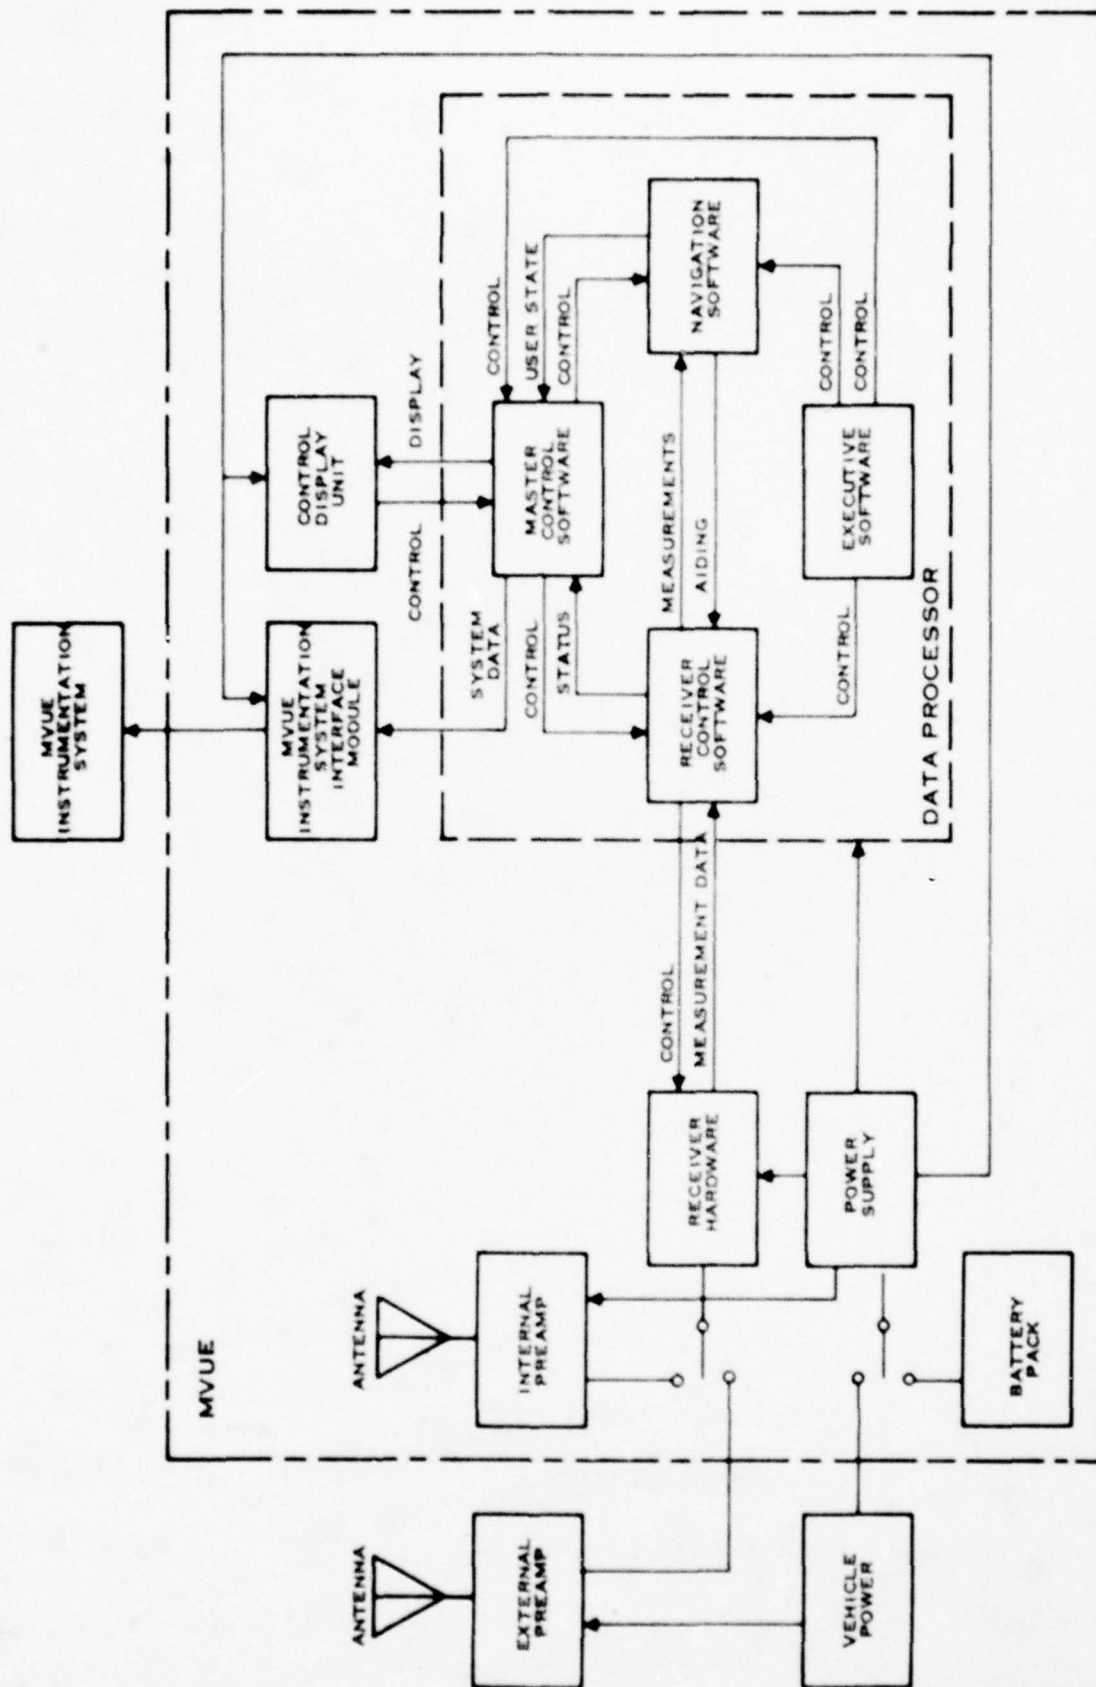 MVUE
INSTRUMENTATION
SYSTEM
MVUE
INSTRUMENTATION
SYSTEM
INTERFACE
MODULE
CONTROL
DISPLAY
UNIT
MVUE
ANTENNA
ANTENNA
EXTERNAL
PREAMP
INTERNAL
PREAMP
CONTROL
DISPLAY
SYSTEM
DATA
CONTROL
STATUS
MASTER
CONTROL
SOFTWARE
CONTROL
USER STATE
CONTROL
RECEIVER
HARDWARE
CONTROL
MEASUREMENT DATA
RECEIVER
CONTROL
SOFTWARE
MEASUREMENTS
AIDING
NAVIGATION
SOFTWARE
VEHICLE
POWER
POWER
SUPPLY
CONTROL
EXECUTIVE
SOFTWARE
CONTROL
CONTROL
DATA PROCESSOR
BATTERY
PACK